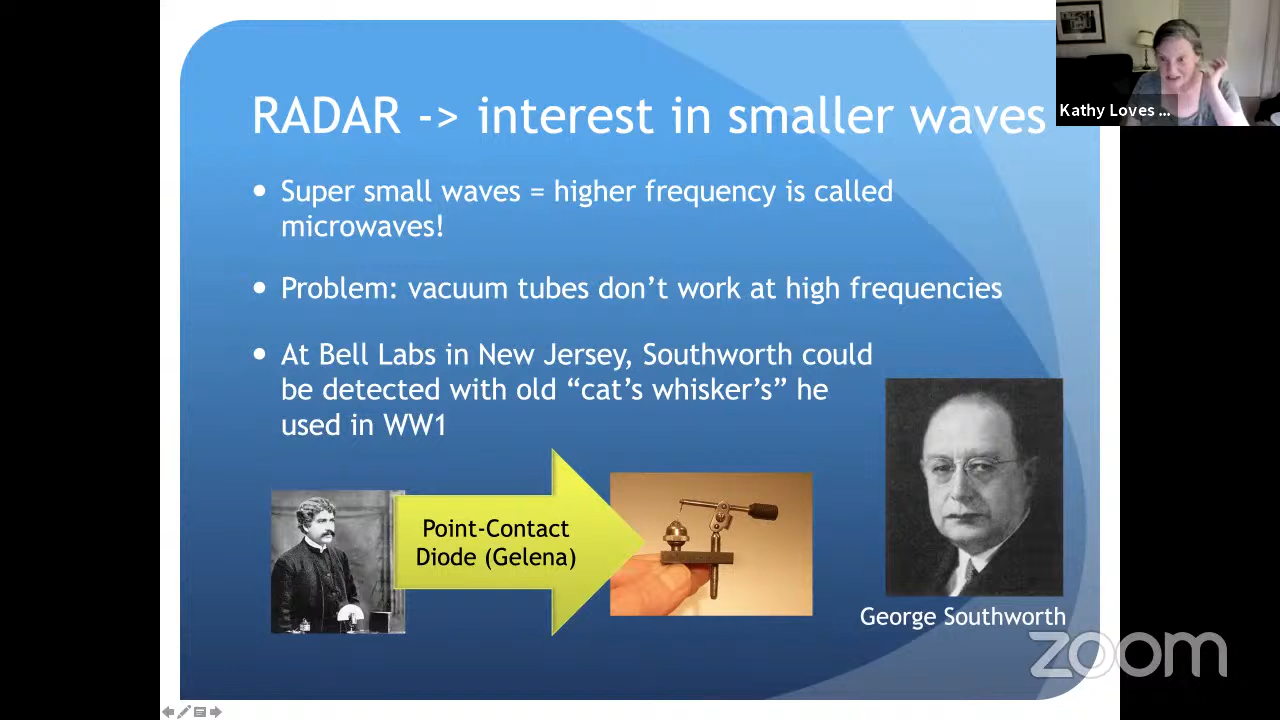 RADAR -> interest in smaller waves
Kathy Loves ...
• Super small waves = higher frequency is called
microwaves!
• Problem: vacuum tubes don't work at high frequencies
• At Bell Labs in New Jersey, Southworth could
be detected with old “cat's whisker's” he
used in WW1
Point-Contact
Diode (Gelena)
George Southworth
zoom